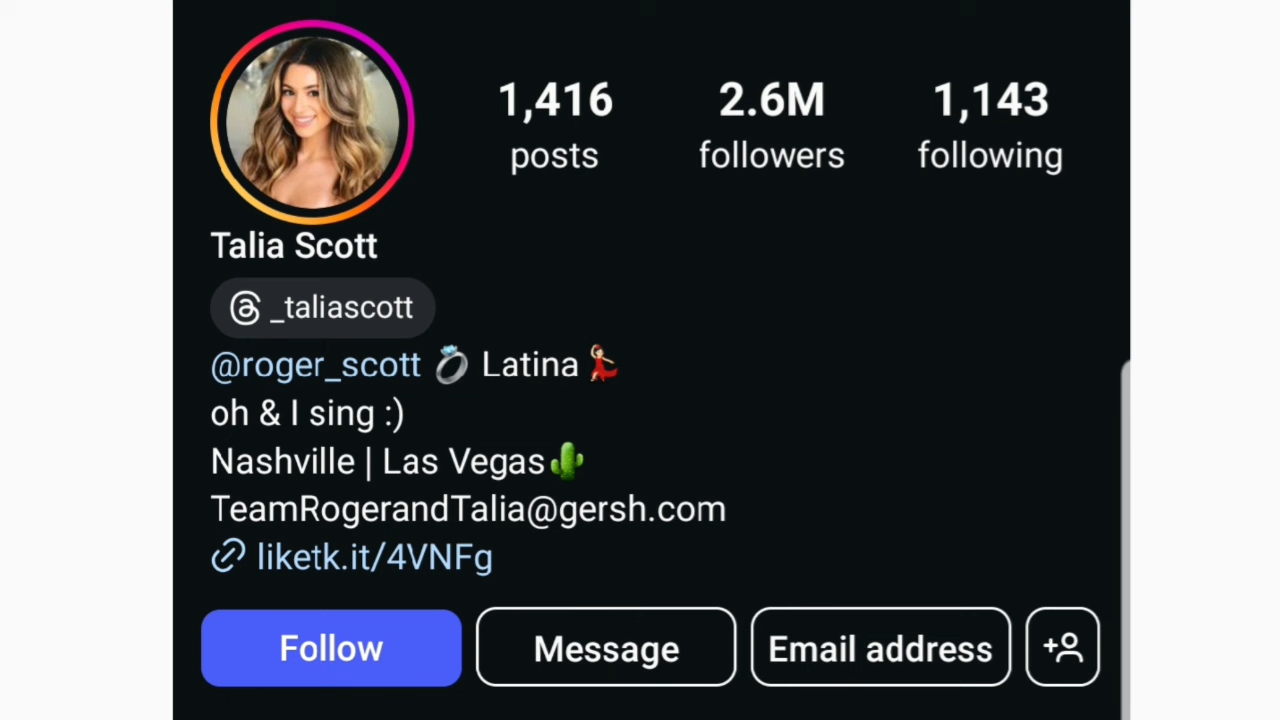 1,416 2.6M 1,143
posts followers following
Talia Scott
_taliascott
@roger_scott 💍 Latina 💃🏻
oh & I sing :)
Nashville | Las Vegas🌵
TeamRogerandTalia@gersh.com
liketk.it/4VNFg
Follow Message Email address